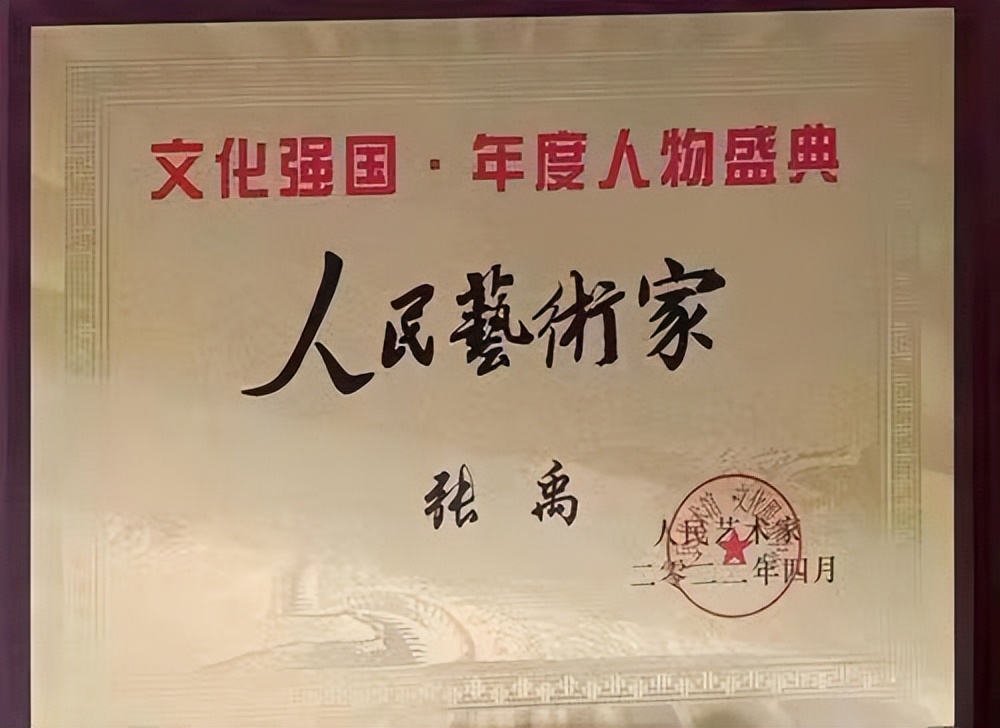 文化强国·年度人物盛典
人民藝術家
张禹
人民艺术家
二零二二年四月